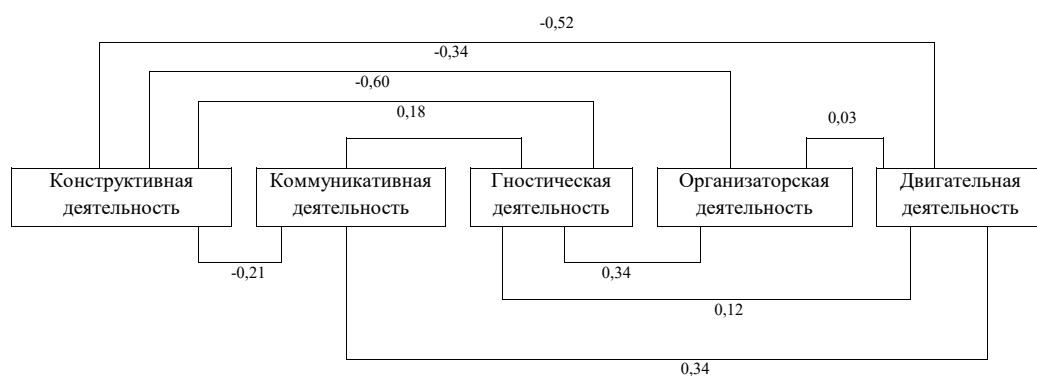 -0,52
-0,34
-0,60
0,18
0,03
Конструктивная
деятельность
Коммуникативная
деятельность
Гностическая
деятельность
Организаторская
деятельность
Двигательная
деятельность
-0,21
0,34
0,12
0,34